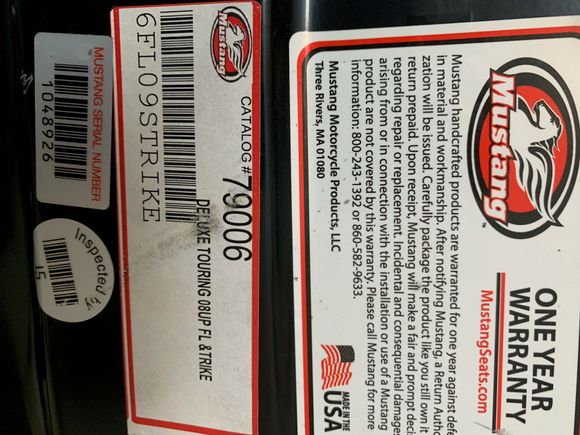 MUSTANG SERIAL NUMBER
1048926
Inspected by
Mustang
CATALOG# 79006
DELUXE TOURING 08UP FL & TRIKE
6FL09STRIKE
Mustang
ONE YEAR
WARRANTY
MustangSeats.com
Mustang handcrafted products are warranted for one year against defe
in material and workmanship. After notifying Mustang, a Return Autho
zation will be issued. Carefully package the product like you still own it
return prepaid. Upon receipt, Mustang will make a fair and prompt deci
regarding repair or replacement. Incidental and consequential damages
arising from or in connection with the installation or use of a Mustang
product are not covered by this warranty. Please call Mustang for more
information: 800-243-1392 or 860-582-9633.
Mustang Motorcycle Products, LLC
Three Rivers, MA 01080
MADE IN THE
USA